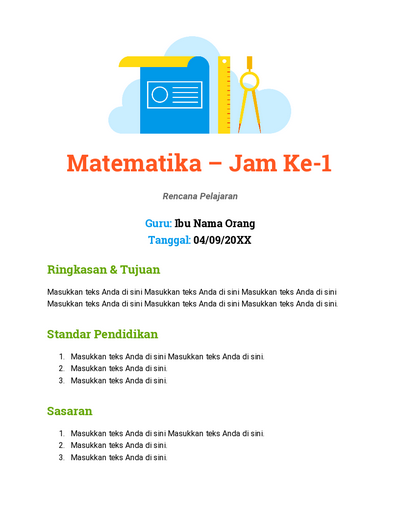 Matematika – Jam Ke-1
Rencana Pelajaran
Guru: Ibu Nama Orang
Tanggal: 04/09/20XX
Ringkasan & Tujuan
Masukkan teks Anda di sini Masukkan teks Anda di sini Masukkan teks Anda di sini
Masukkan teks Anda di sini Masukkan teks Anda di sini Masukkan teks Anda di sini.
Standar Pendidikan
1. Masukkan teks Anda di sini Masukkan teks Anda di sini.
2. Masukkan teks Anda di sini.
3. Masukkan teks Anda di sini.
Sasaran
1. Masukkan teks Anda di sini Masukkan teks Anda di sini.
2. Masukkan teks Anda di sini.
3. Masukkan teks Anda di sini.